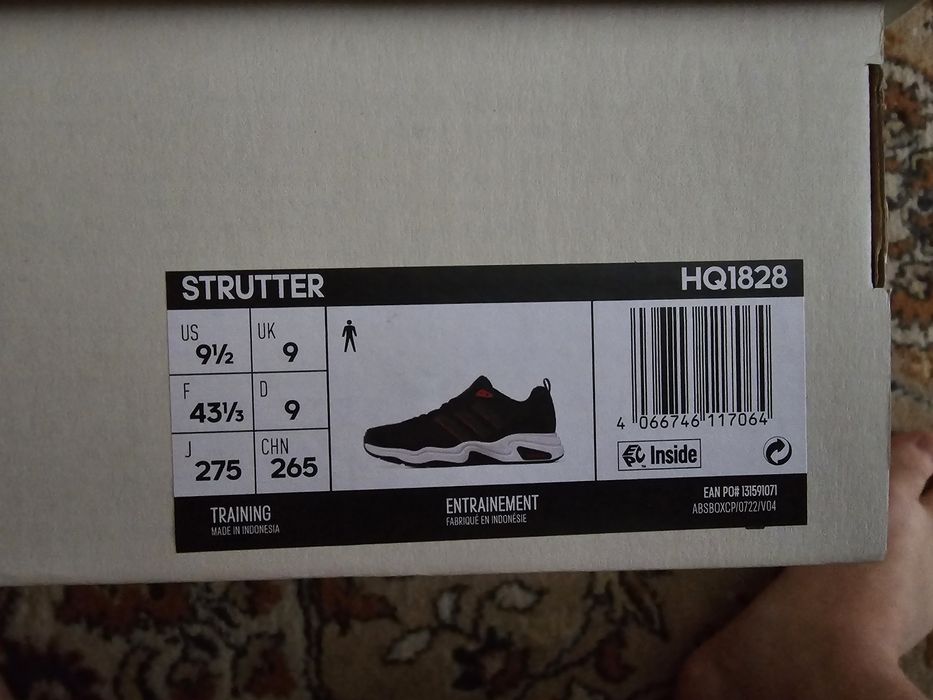 STRUTTER
HQ1828
US
9½
UK
9
F
43⅓
D
9
J
275
CHN
265
4 066746 117064
EPC™ Inside
TRAINING
MADE IN INDONESIA
ENTRAINEMENT
FABRIQUÉ EN INDONÉSIE
EAN PO# 131591071
ABSBOXCP/0722/V04